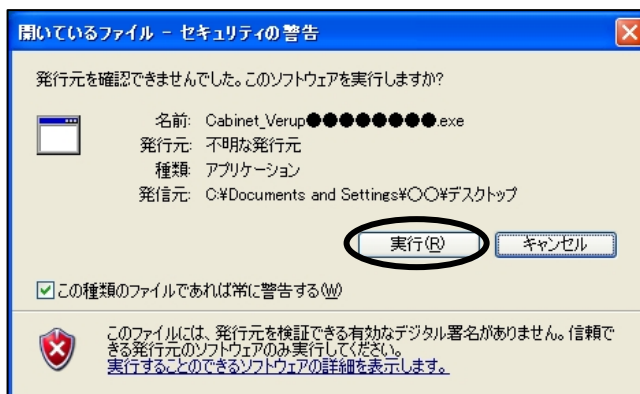 開いているファイル - セキュリティの警告
発行元を確認できませんでした。このソフトウェアを実行しますか?
名前: Cabinet_Verup●●●●●●●●.exe
発行元: 不明な発行元
種類: アプリケーション
発信元: C:¥Documents and Settings¥○○¥デスクトップ
実行(R) キャンセル
この種類のファイルであれば常に警告する(W)
このファイルには、発行元を検証できる有効なデジタル署名がありません。信頼で
きる発行元のソフトウェアのみ実行してください。
実行することのできるソフトウェアの詳細を表示します。